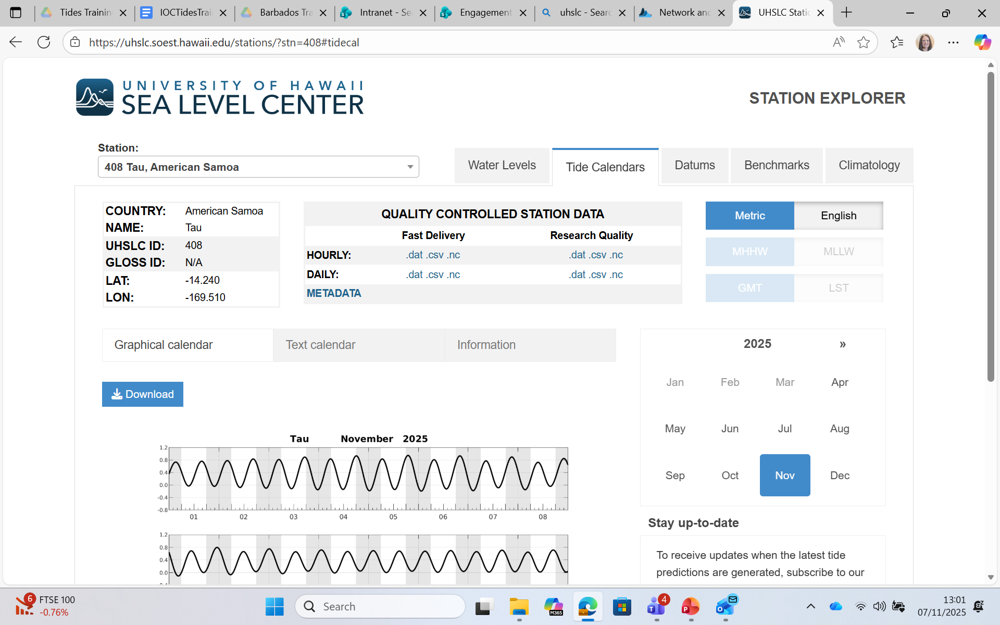 Tides Training
IOCTidesTrai
Barbados Tra
Intranet - Se
Engagement
uhslc - Searc
Network and
UHSLC Static
https://uhslc.soest.hawaii.edu/stations/?stn=408#tidecal
UNIVERSITY OF HAWAII
SEA LEVEL CENTER
STATION EXPLORER
Station:
408 Tau, American Samoa
Water Levels
Tide Calendars
Datums
Benchmarks
Climatology
COUNTRY: American Samoa
NAME: Tau
UHSLC ID: 408
GLOSS ID: N/A
LAT: -14.240
LON: -169.510
QUALITY CONTROLLED STATION DATA
Fast Delivery Research Quality
HOURLY: .dat .csv .nc .dat .csv .nc
DAILY: .dat .csv .nc .dat .csv .nc
METADATA
Metric English
MHHW MLLW
GMT LST
Graphical calendar
Text calendar
Information
Download
2025 »
Jan Feb Mar Apr
May Jun Jul Aug
Sep Oct Nov Dec
Tau November 2025
1.2
0.8
0.4
0.0
-0.4
-0.8
01 02 03 04 05 06 07 08
1.2
0.8
0.4
0.0
Stay up-to-date
To receive updates when the latest tide
predictions are generated, subscribe to our
6
FTSE 100
-0.76%
Search
M365
T
4
P
O
13:01
07/11/2025